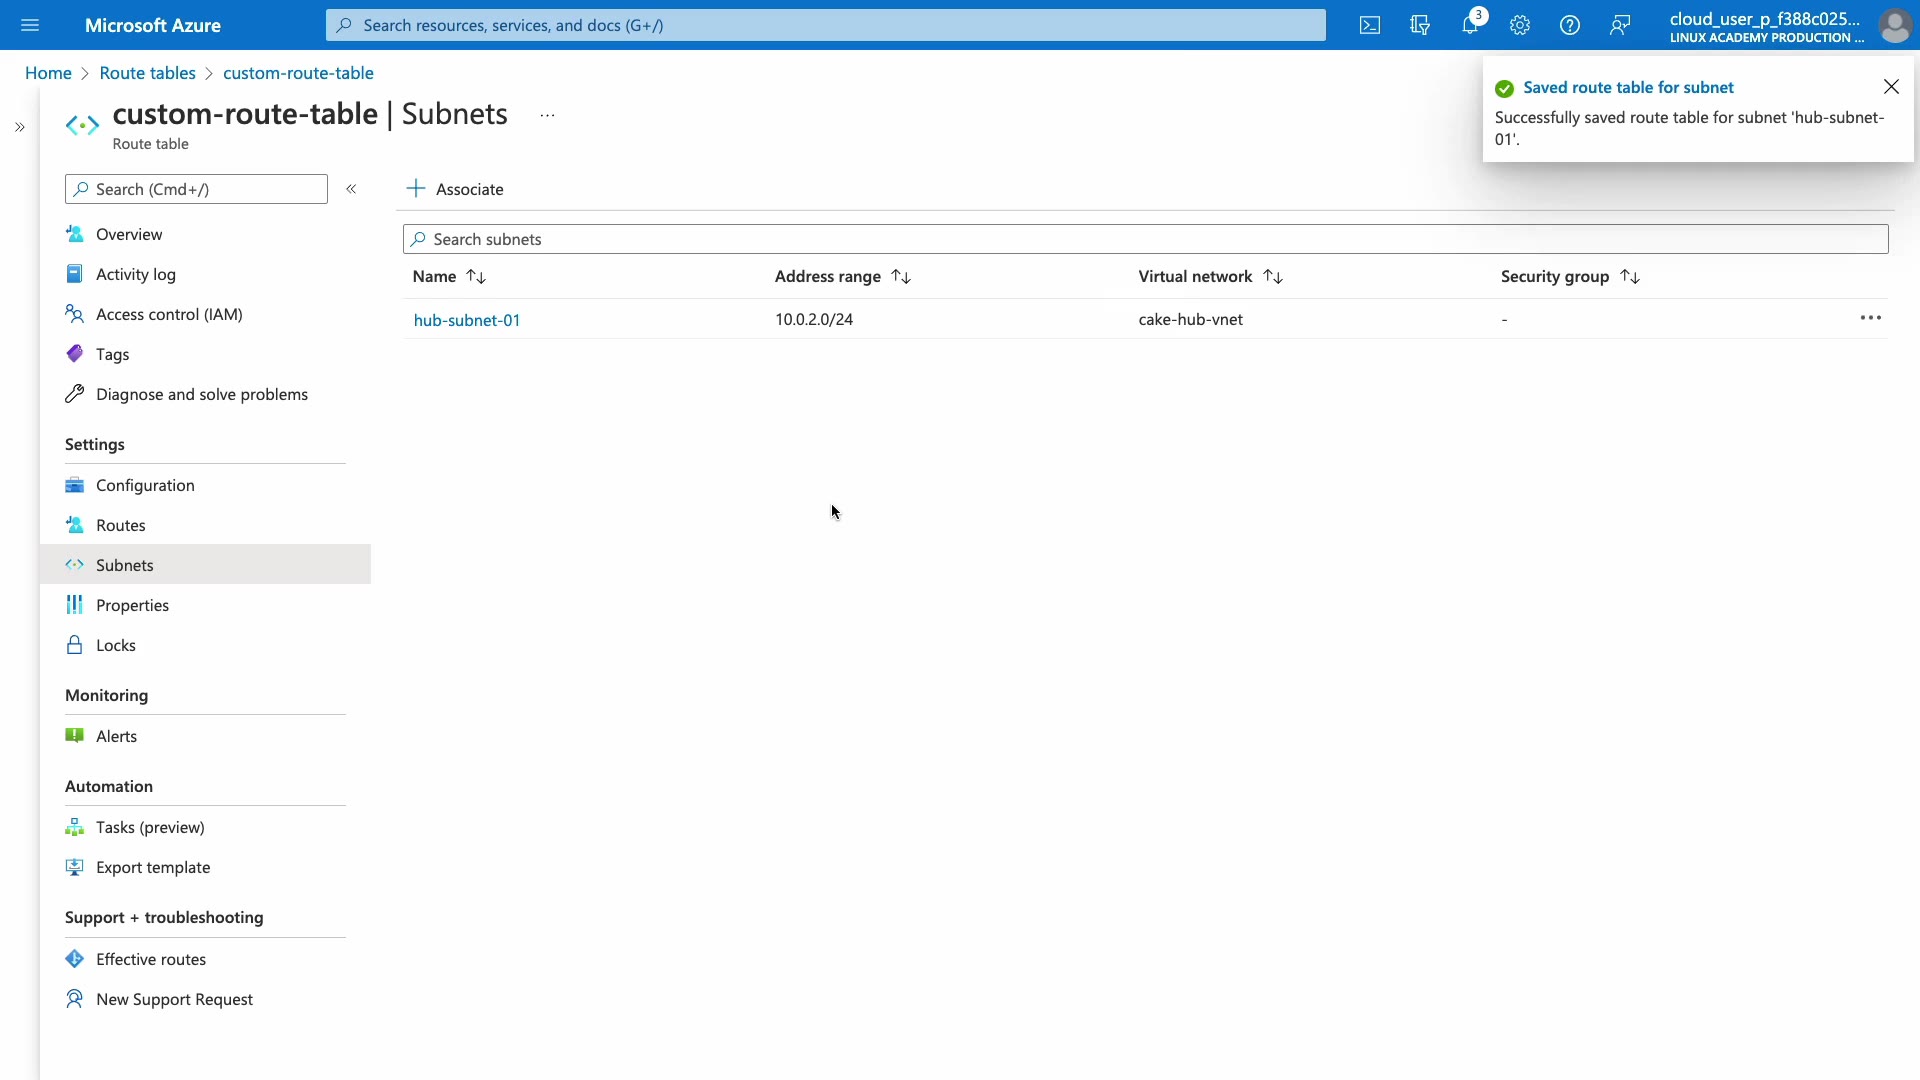 Microsoft Azure
Search resources, services, and docs (G+/)
3
cloud_user_p_f388c025...
LINUX ACADEMY PRODUCTION ...
Home > Route tables > custom-route-table
Saved route table for subnet
Successfully saved route table for subnet 'hub-subnet-
01'.
custom-route-table | Subnets ...
Route table
Search (Cmd+/)
Associate
Search subnets
Overview
Activity log
Access control (IAM)
Tags
Diagnose and solve problems
Settings
Configuration
Routes
Subnets
Properties
Locks
Monitoring
Alerts
Automation
Tasks (preview)
Export template
Support + troubleshooting
Effective routes
New Support Request
Name Address range Virtual network Security group
hub-subnet-01 10.0.2.0/24 cake-hub-vnet -